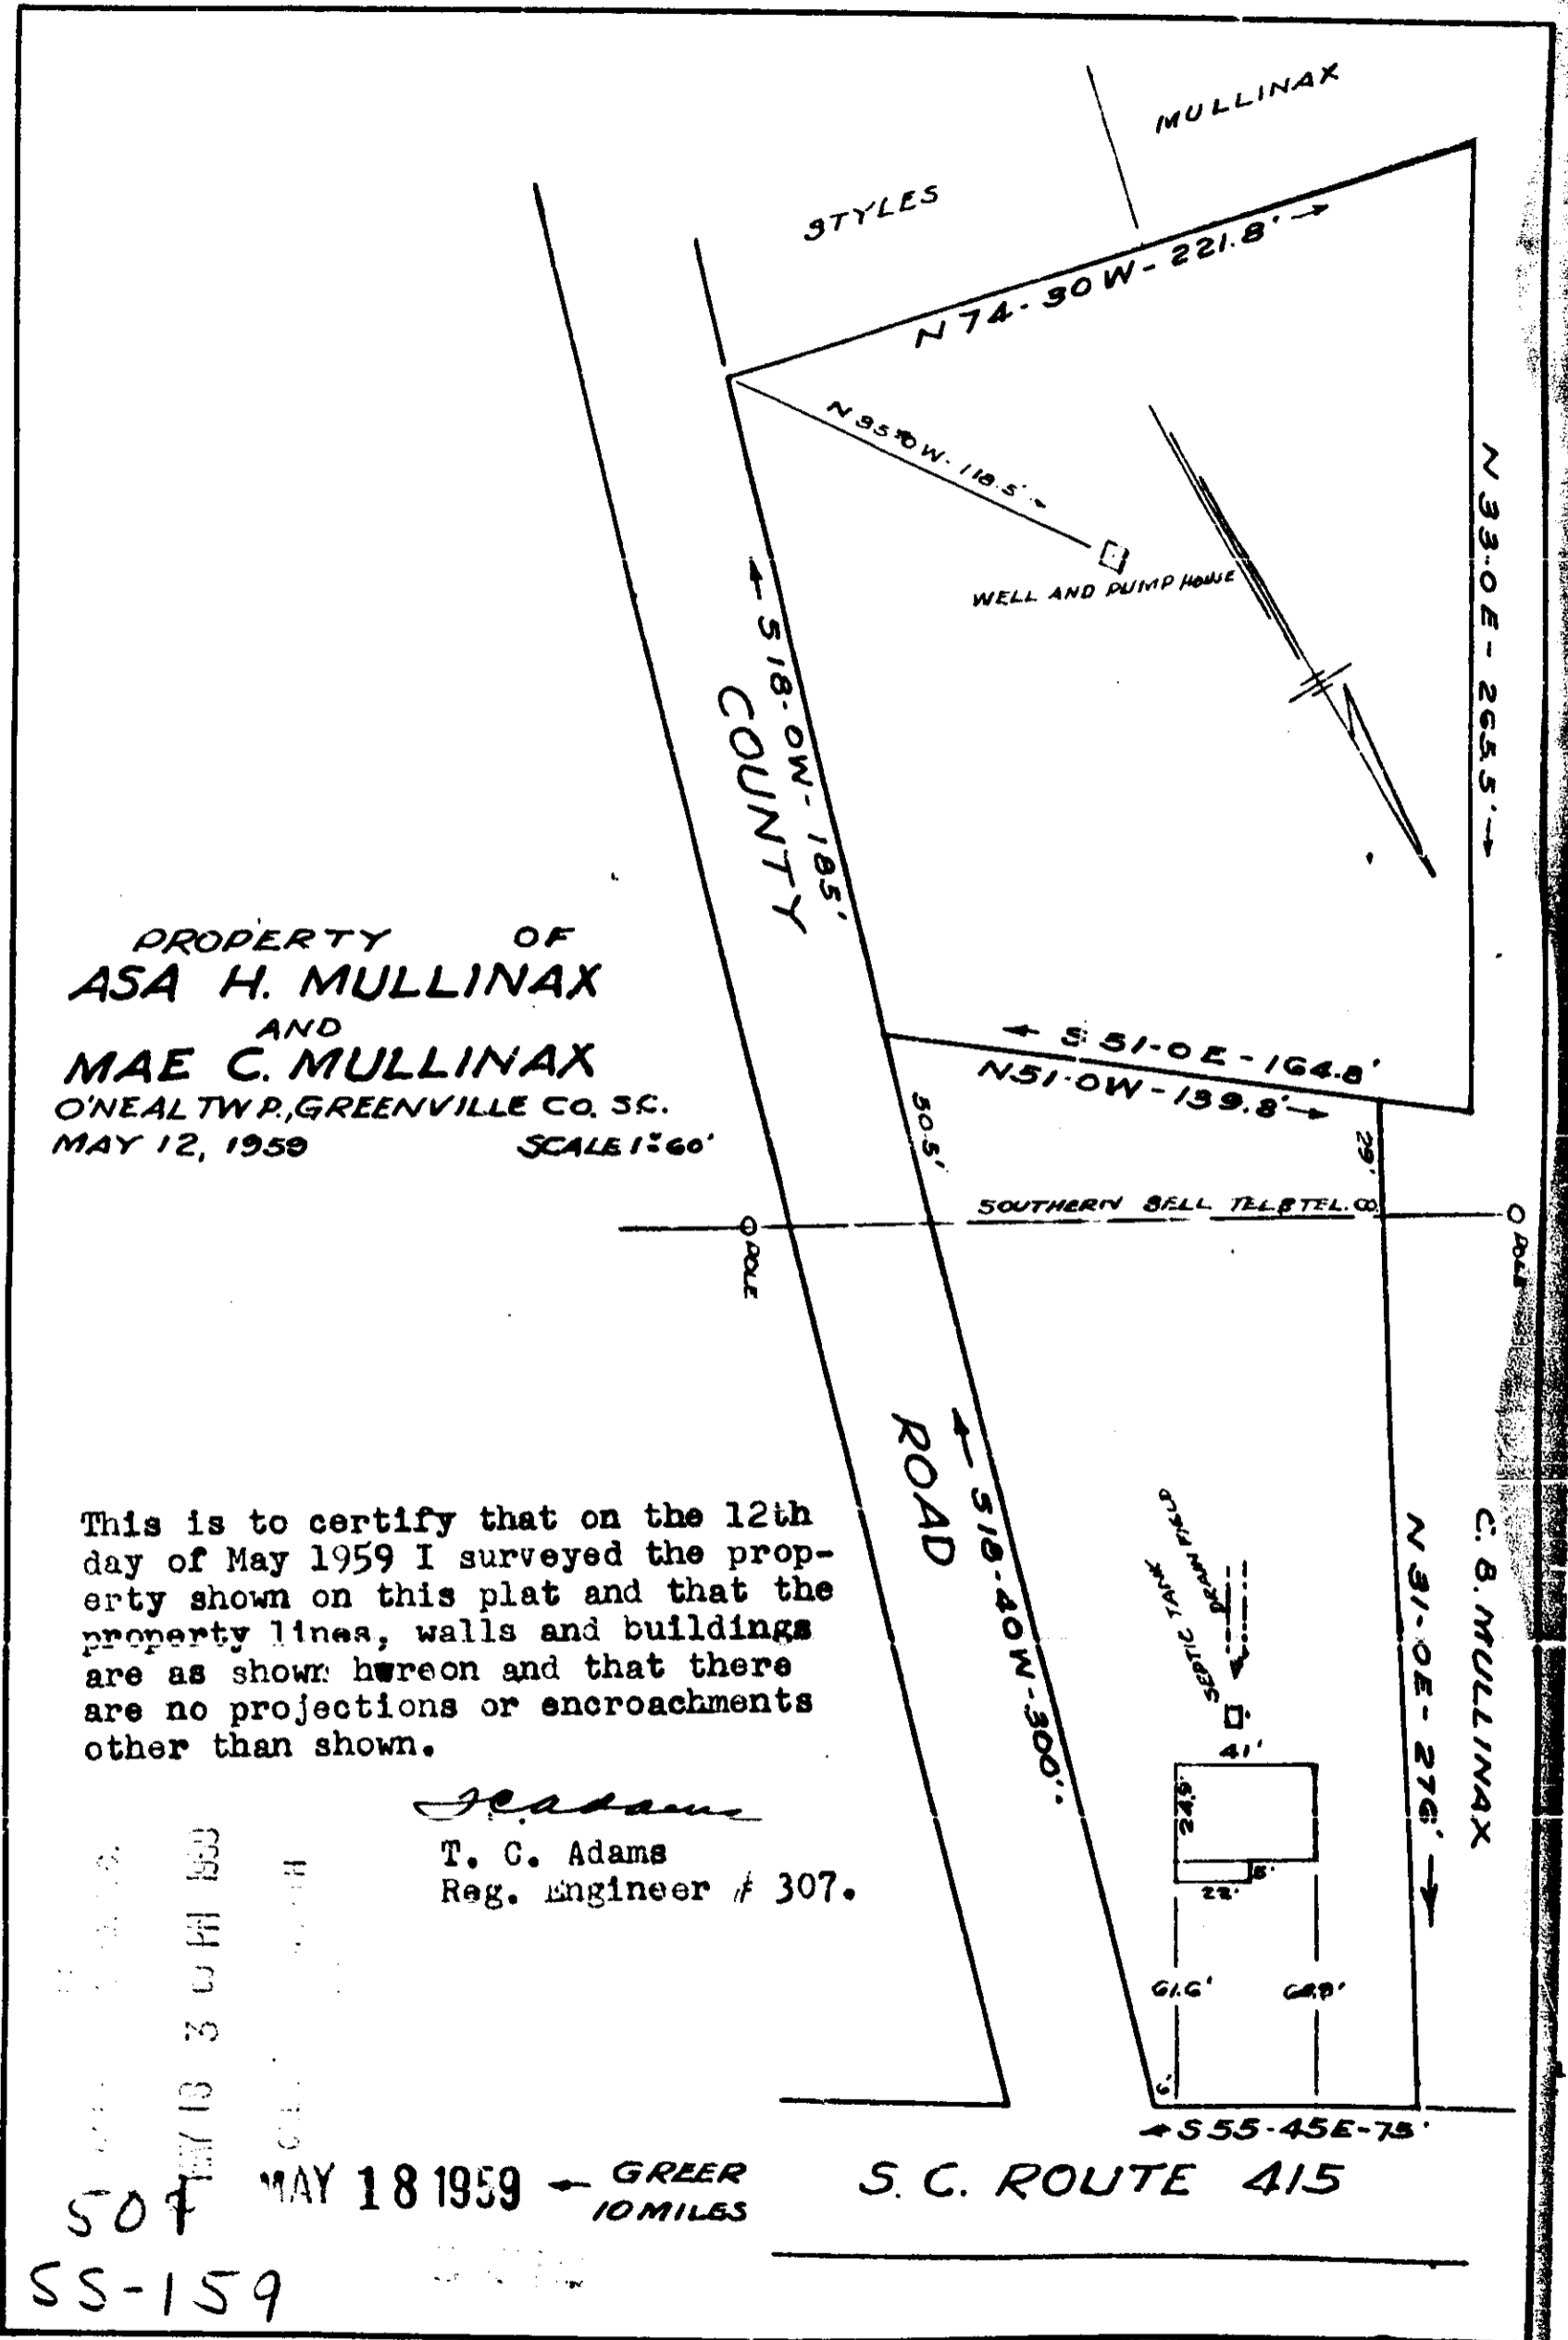 MULLINAX
STYLES
N 74-30 W - 221.8' →
N 35-0 W - 118.5' →
WELL AND PUMP HOUSE
N 33-0 E - 265.5' →
← S 18-0 W - 185'
COUNTY
PROPERTY OF
ASA H. MULLINAX
AND
MAE C. MULLINAX
O'NEAL TWP., GREENVILLE CO. S.C.
MAY 12, 1959 SCALE 1"=60'
← S 51-0 E - 164.8'
N 51-0 W - 139.8' →
50.5'
29'
SOUTHERN BELL TEL & TEL. CO.
POLE
POLE
ROAD
← S 18-40 W - 300'
SEPTIC TANK
DRAIN FIELD
C. B. MULLINAX
N 31-0 E - 276' →
This is to certify that on the 12th
day of May 1959 I surveyed the prop-
erty shown on this plat and that the
property lines, walls and buildings
are as shown hereon and that there
are no projections or encroachments
other than shown.
T. C. Adams
T. C. Adams
Reg. Engineer # 307.
41'
22'
61.6'
← S 55-45 E - 75'
MAY 18 1959
← GREER
10 MILES
S. C. ROUTE 415
SS-159